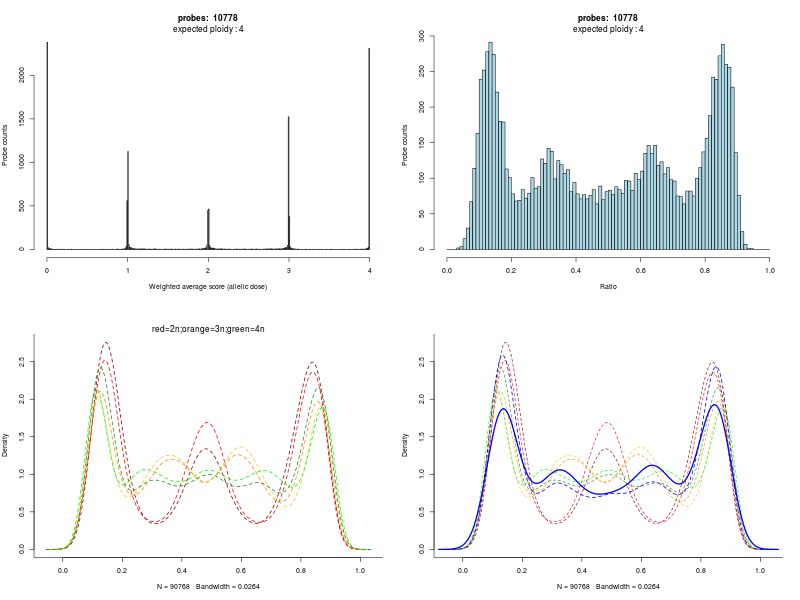 probes: 10778
expected ploidy : 4
Probe counts
2000
1500
1000
500
0
0 1 2 3 4
Weighted average score (allelic dose)
probes: 10778
expected ploidy : 4
Probe counts
300
250
200
150
100
50
0
0.0 0.2 0.4 0.6 0.8 1.0
Ratio
red=2n;orange=3n;green=4n
Density
2.5
2.0
1.5
1.0
0.5
0.0
0.0 0.2 0.4 0.6 0.8 1.0
N = 90768 Bandwidth = 0.0264
Density
2.5
2.0
1.5
1.0
0.5
0.0
0.0 0.2 0.4 0.6 0.8 1.0
N = 90768 Bandwidth = 0.0264